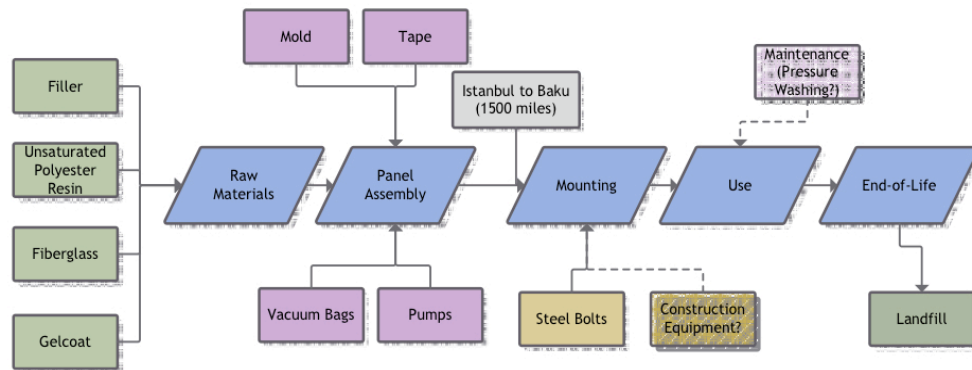 Mold
Tape
Maintenance
(Pressure
Washing?)
Filler
Istanbul to Baku
(1500 miles)
Unsaturated
Polyester
Resin
Raw
Materials
Panel
Assembly
Mounting
Use
End-of-Life
Fiberglass
Vacuum Bags
Pumps
Steel Bolts
Construction
Equipment?
Landfill
Gelcoat